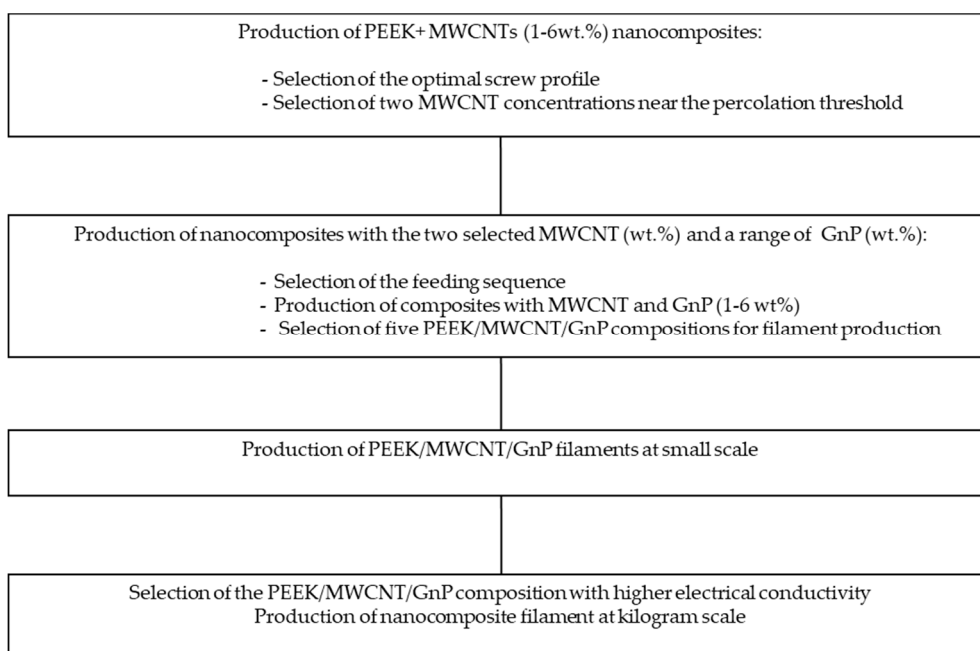 Production of PEEK+ MWCNTs (1-6wt.%) nanocomposites:
- Selection of the optimal screw profile
- Selection of two MWCNT concentrations near the percolation threshold
Production of nanocomposites with the two selected MWCNT (wt.%) and a range of GnP (wt.%):
- Selection of the feeding sequence
- Production of composites with MWCNT and GnP (1-6 wt%)
- Selection of five PEEK/MWCNT/GnP compositions for filament production
Production of PEEK/MWCNT/GnP filaments at small scale
Selection of the PEEK/MWCNT/GnP composition with higher electrical conductivity
Production of nanocomposite filament at kilogram scale